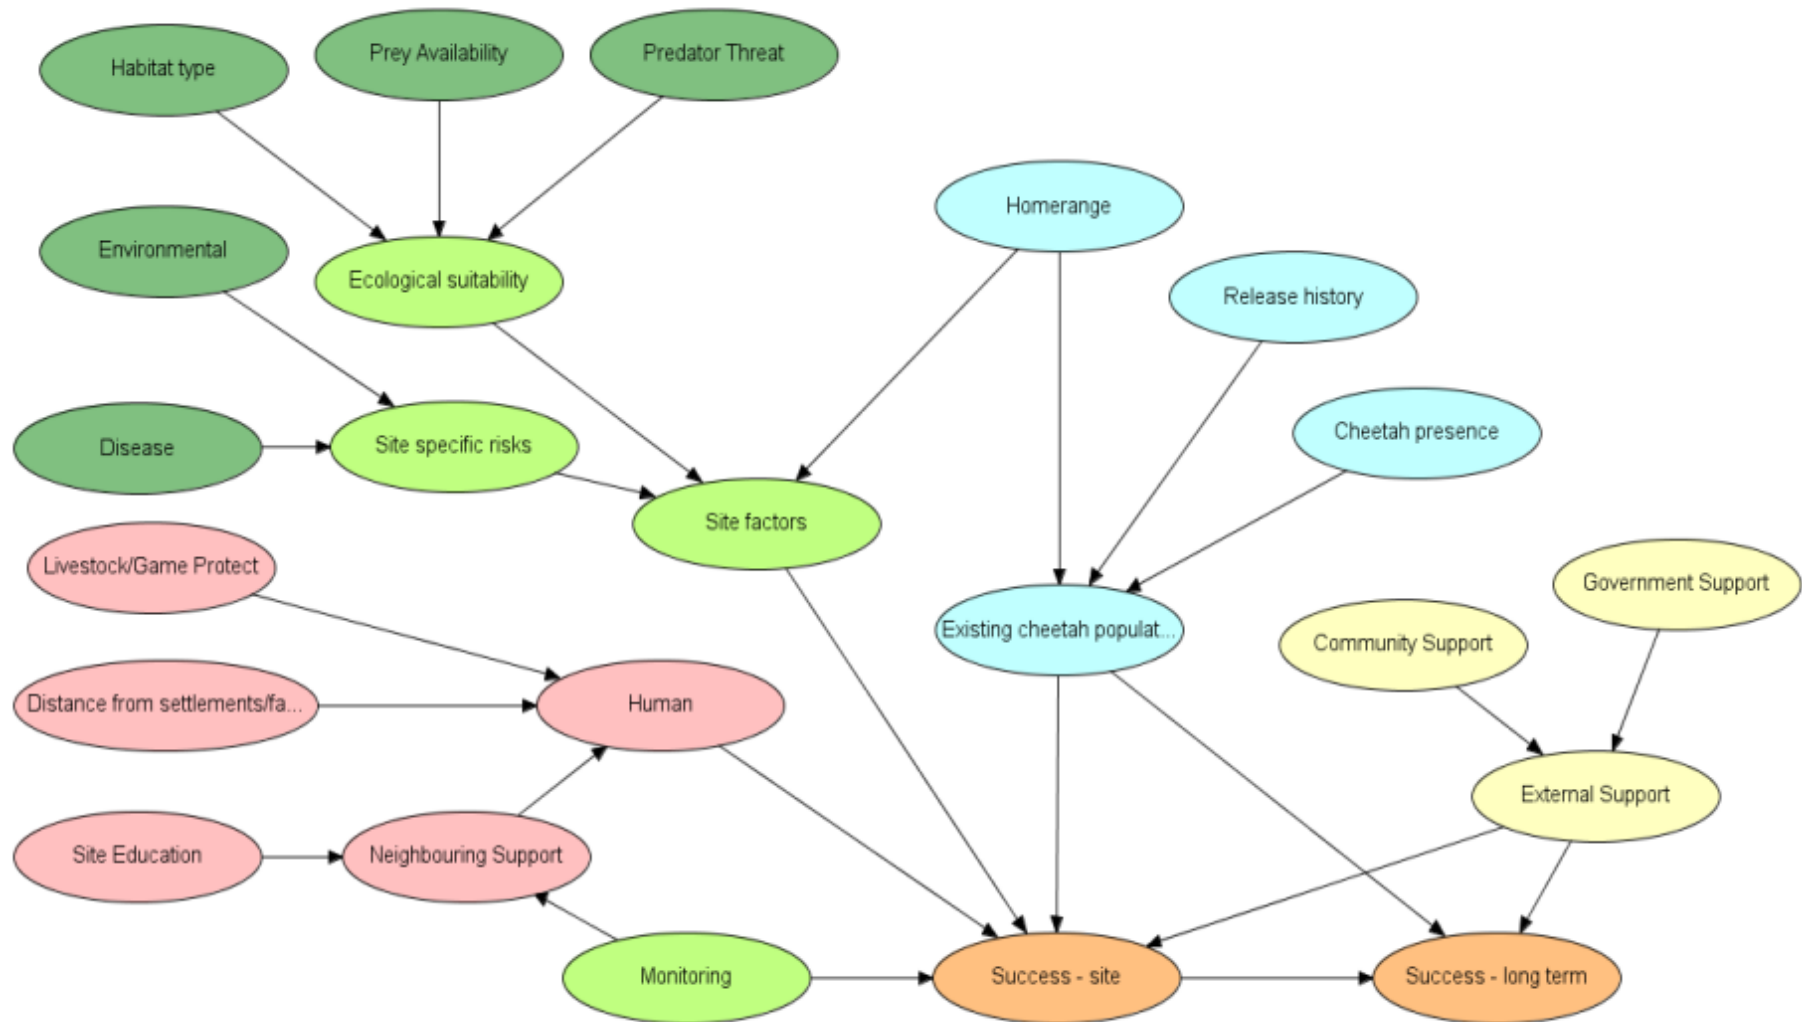 Habitat type
Prey Availability
Predator Threat
Homerange
Environmental
Ecological suitability
Release history
Disease
Site specific risks
Cheetah presence
Site factors
Livestock/Game Protect
Government Support
Existing cheetah populat...
Community Support
Distance from settlements/fa...
Human
External Support
Site Education
Neighbouring Support
Monitoring
Success - site
Success - long term